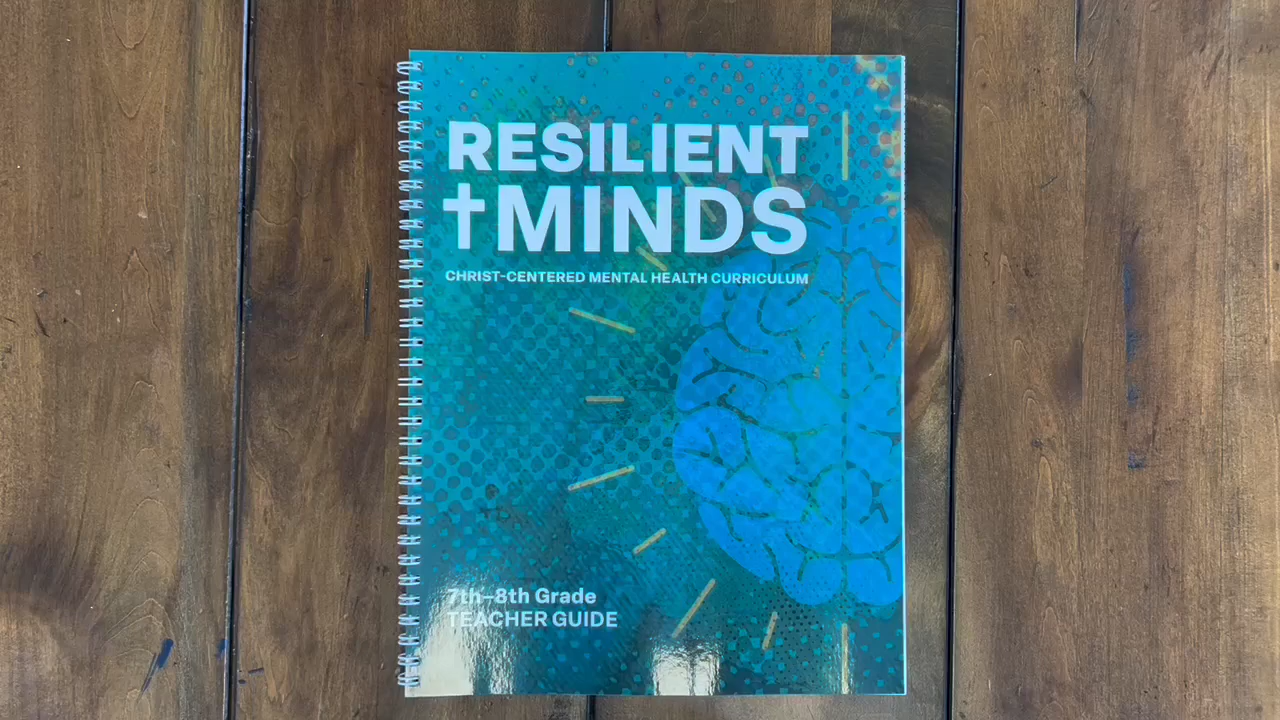 RESILIENT
MINDS
CHRIST-CENTERED MENTAL HEALTH CURRICULUM
7th–8th Grade
TEACHER GUIDE